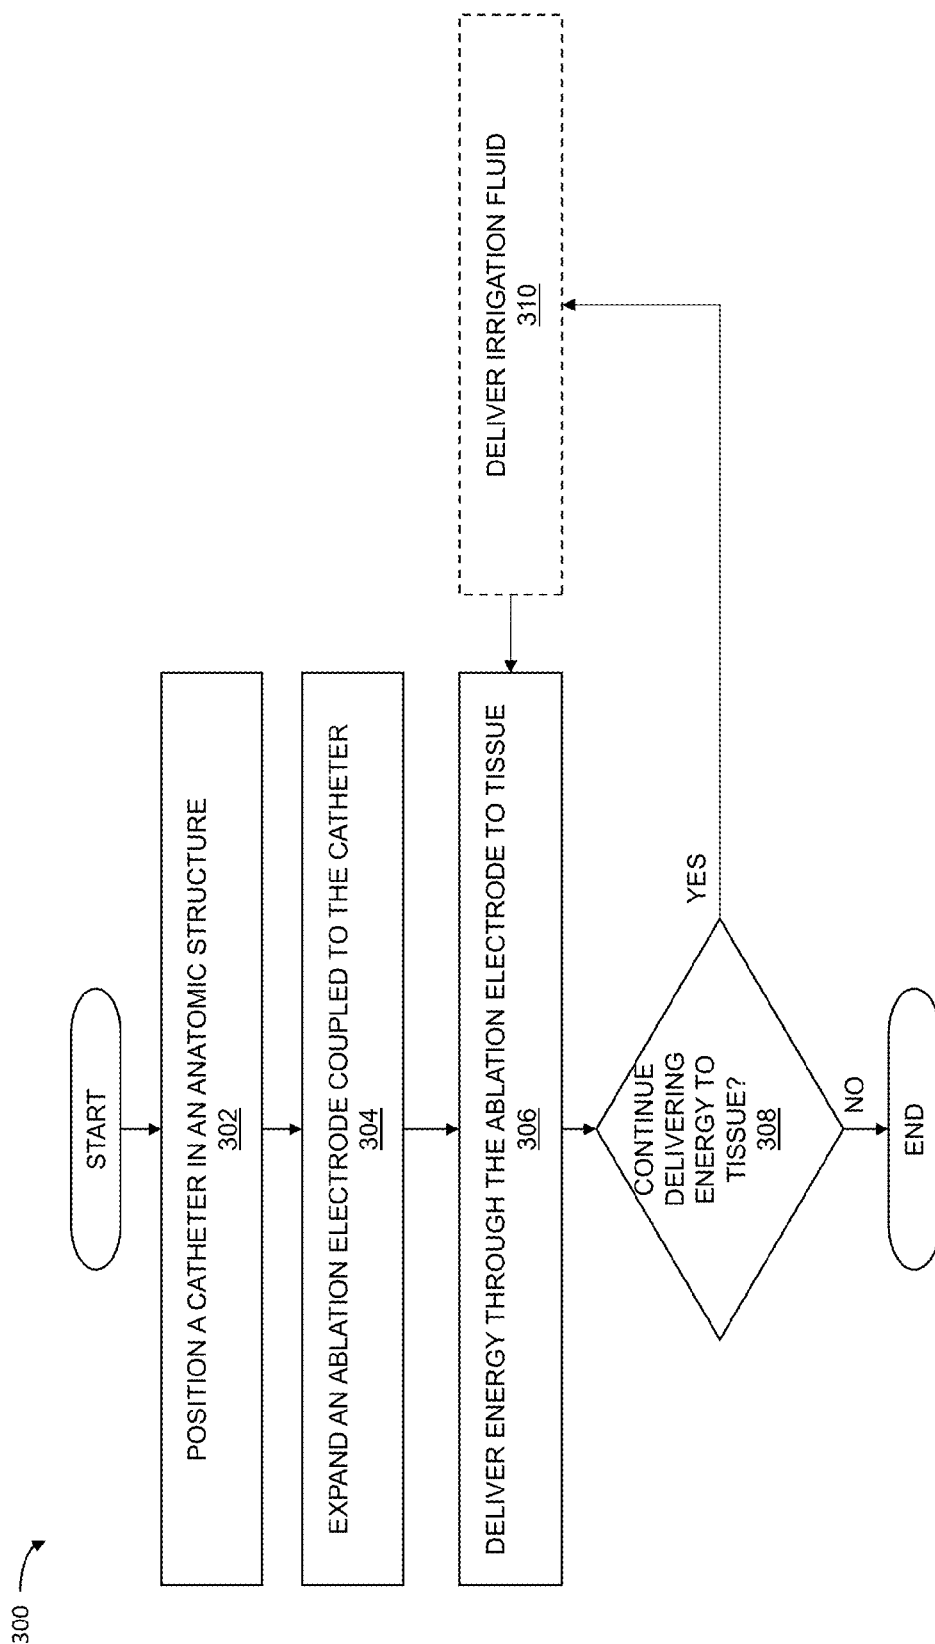 300
START
POSITION A CATHETER IN AN ANATOMIC STRUCTURE
302
EXPAND AN ABLATION ELECTRODE COUPLED TO THE CATHETER
304
DELIVER ENERGY THROUGH THE ABLATION ELECTRODE TO TISSUE
306
DELIVER IRRIGATION FLUID
310
CONTINUE
DELIVERING
ENERGY TO
TISSUE?
308
YES
NO
END